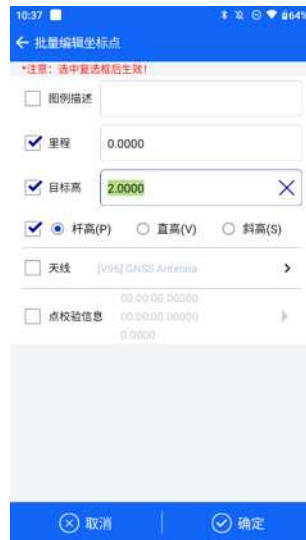 10:37 64%
批量编辑坐标点
*注意：选中复选框后生效！
图例描述
里程 0.0000
目标高 2.0000
杆高(P) 直高(V) 斜高(S)
天线 [V96] GNSS Antenna
00:00:00.00000
点校验信息 00:00:00.00000
0.0000
取消 确定